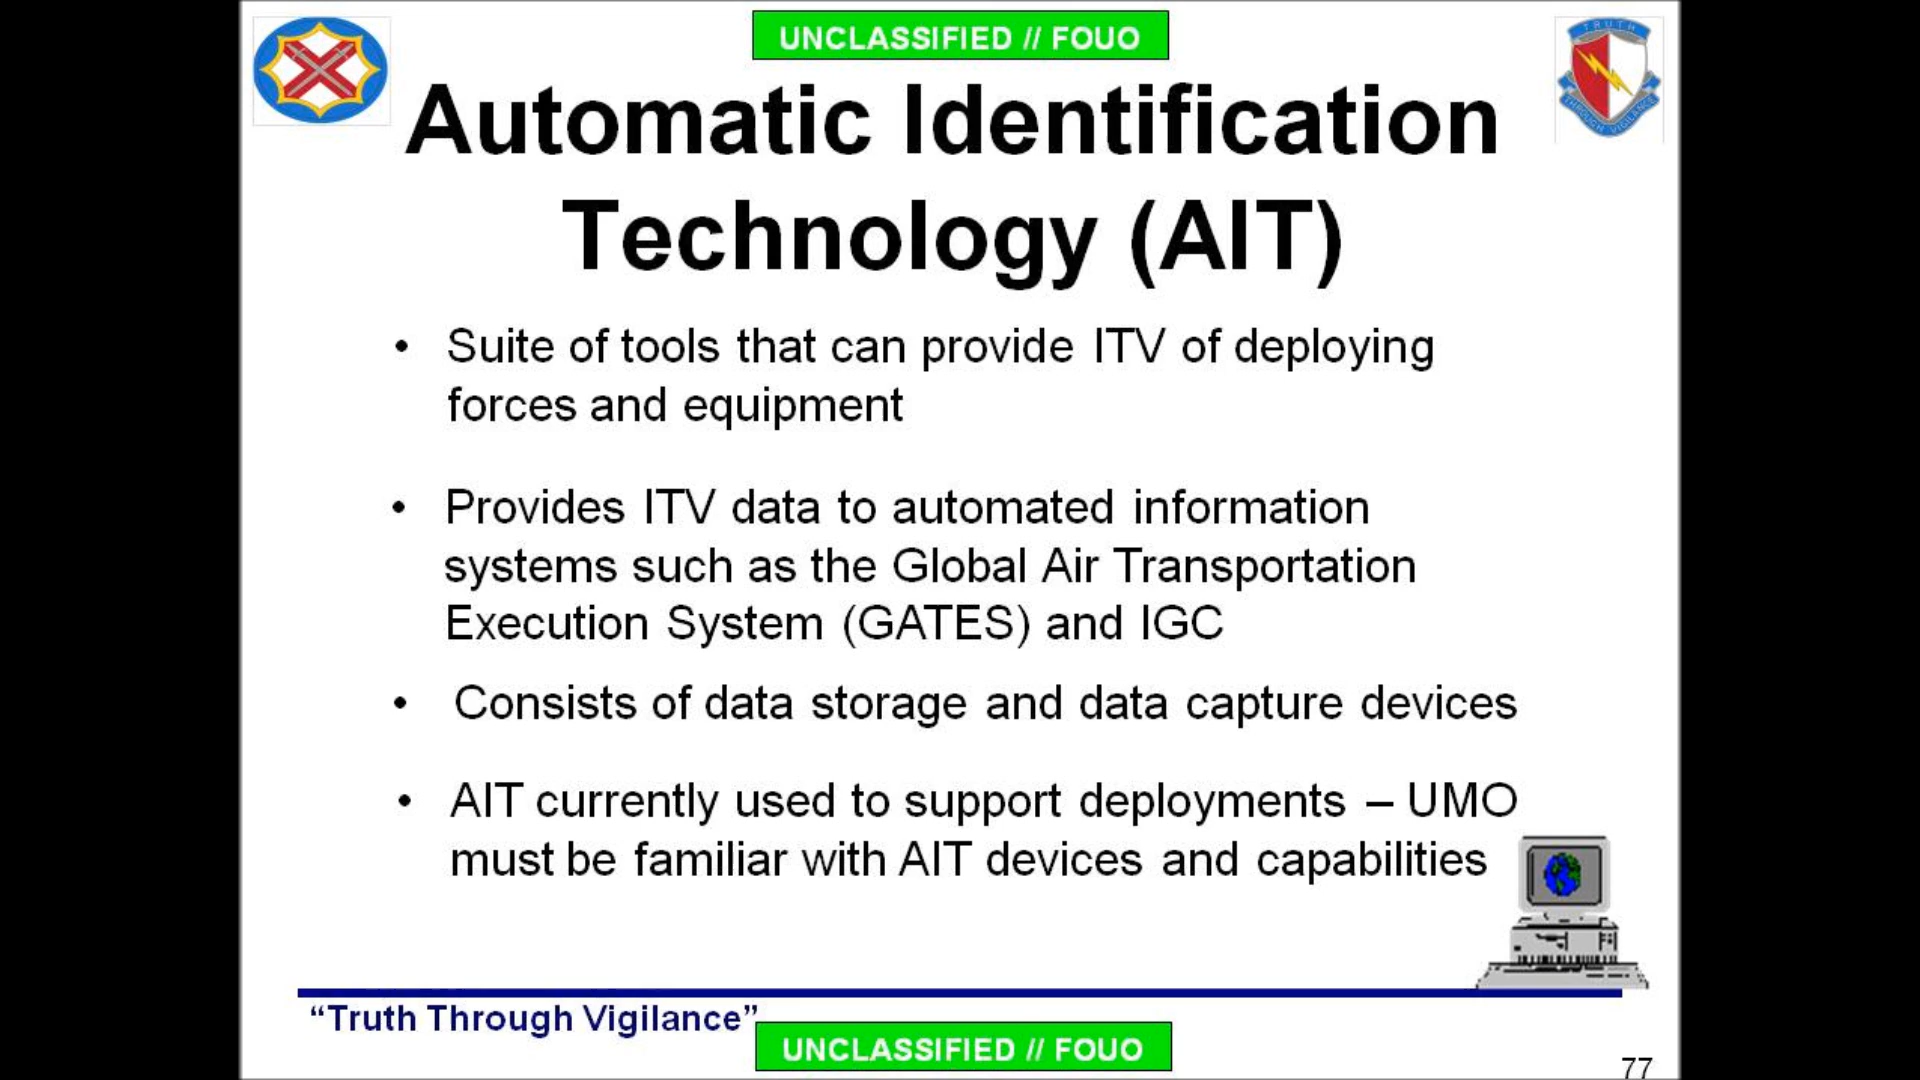 UNCLASSIFIED // FOUO
TRUTH
THROUGH VIGILANCE
Automatic Identification
Technology (AIT)
• Suite of tools that can provide ITV of deploying
forces and equipment
• Provides ITV data to automated information
systems such as the Global Air Transportation
Execution System (GATES) and IGC
• Consists of data storage and data capture devices
• AIT currently used to support deployments – UMO
must be familiar with AIT devices and capabilities
“Truth Through Vigilance”
UNCLASSIFIED // FOUO
77